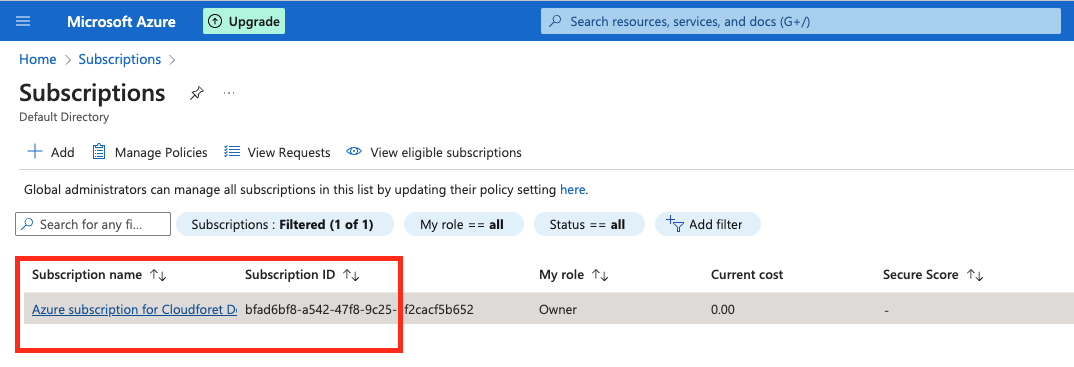 Microsoft Azure Upgrade Search resources, services, and docs (G+/)
Home > Subscriptions >
Subscriptions ...
Default Directory
Add Manage Policies View Requests View eligible subscriptions
Global administrators can manage all subscriptions in this list by updating their policy setting here.
Search for any fi... Subscriptions : Filtered (1 of 1) My role == all Status == all Add filter
Subscription name ↑↓ Subscription ID ↑↓ My role ↑↓ Current cost Secure Score ↑↓
Azure subscription for Cloudforet bfad6bf8-a542-47f8-9c25- f2cacf5b652 Owner 0.00 -